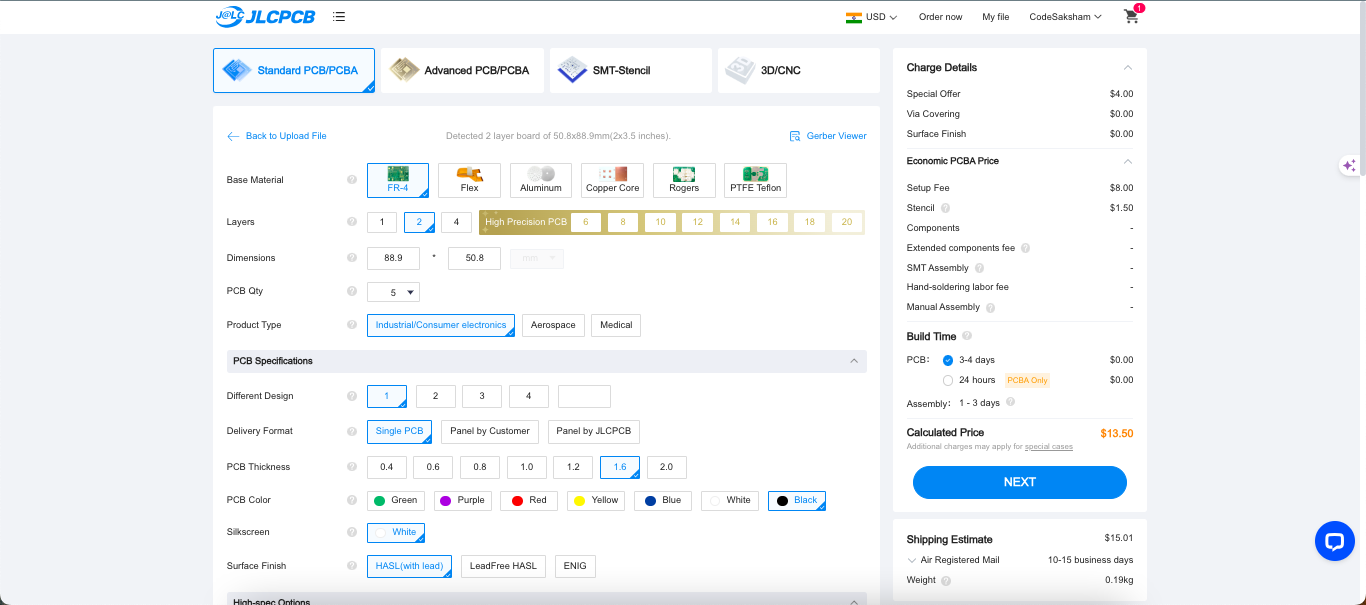 J@LC JLCPCB
USD
Order now
My file
CodeSaksham
1
Standard PCB/PCBA
Advanced PCB/PCBA
SMT-Stencil
3D/CNC
Back to Upload File
Detected 2 layer board of 50.8x88.9mm(2x3.5 inches).
Gerber Viewer
Base Material ? FR-4 Flex Aluminum Copper Core Rogers PTFE Teflon
Layers ? 1 2 4 High Precision PCB 6 8 10 12 14 16 18 20
Dimensions ? 88.9 * 50.8 mm
PCB Qty ? 5
Product Type ? Industrial/Consumer electronics Aerospace Medical
PCB Specifications
Different Design ? 1 2 3 4
Delivery Format ? Single PCB Panel by Customer Panel by JLCPCB
PCB Thickness ? 0.4 0.6 0.8 1.0 1.2 1.6 2.0
PCB Color ? Green Purple Red Yellow Blue White Black
Silkscreen ? White
Surface Finish ? HASL(with lead) LeadFree HASL ENIG
High-spec Options
Charge Details
Special Offer $4.00
Via Covering $0.00
Surface Finish $0.00
Economic PCBA Price
Setup Fee $8.00
Stencil ? $1.50
Components -
Extended components fee ? -
SMT Assembly ? -
Hand-soldering labor fee -
Manual Assembly ? -
Build Time ?
PCB: 3-4 days $0.00
24 hours PCBA Only $0.00
Assembly: 1 - 3 days ?
Calculated Price $13.50
Additional charges may apply for special cases
NEXT
Shipping Estimate $15.01
Air Registered Mail 10-15 business days
Weight ? 0.19kg